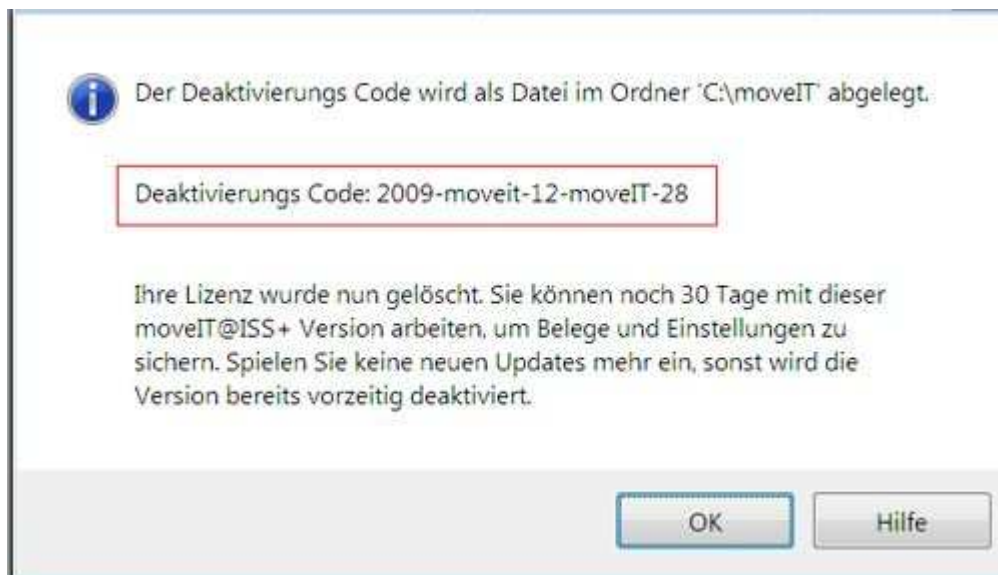 Der Deaktivierungs Code wird als Datei im Ordner 'C:\moveIT' abgelegt.
Deaktivierungs Code: 2009-moveit-12-moveIT-28
Ihre Lizenz wurde nun gelöscht. Sie können noch 30 Tage mit dieser
moveIT@ISS+ Version arbeiten, um Belege und Einstellungen zu
sichern. Spielen Sie keine neuen Updates mehr ein, sonst wird die
Version bereits vorzeitig deaktiviert.
OK
Hilfe